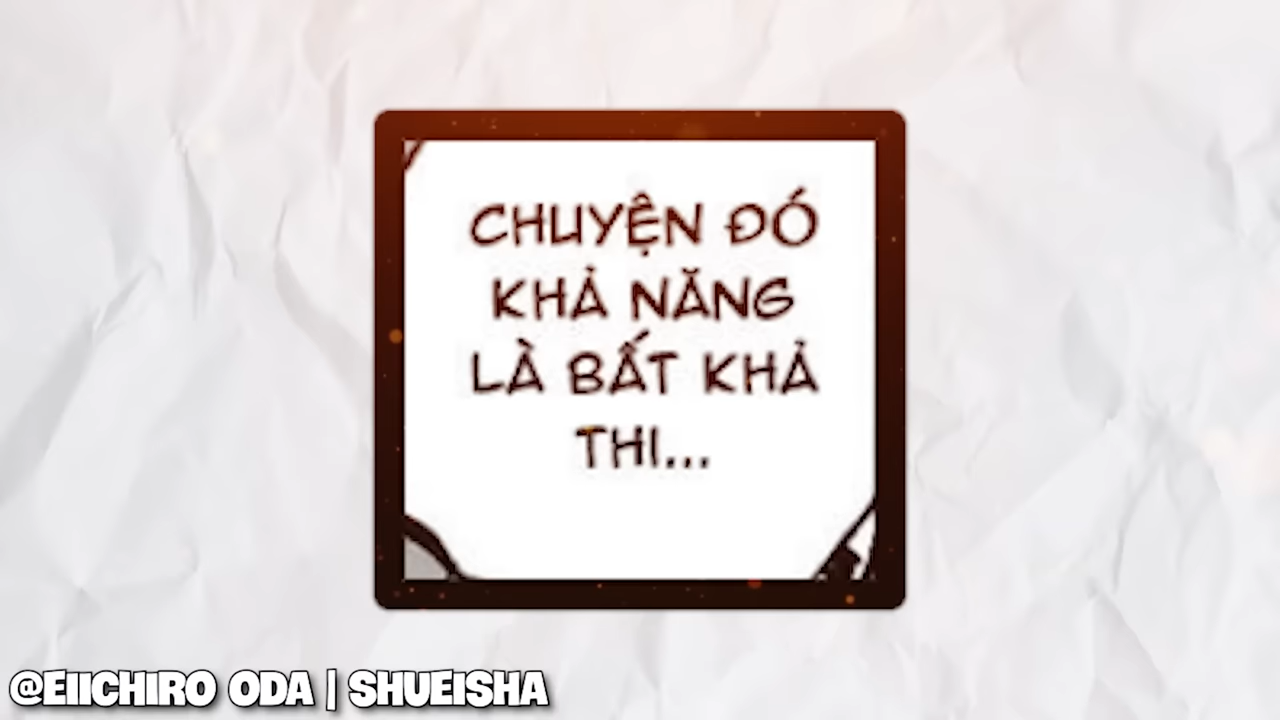 CHUYỆN ĐÓ
KHẢ NĂNG
LÀ BẤT KHẢ
THI...
@EIICHIRO ODA | SHUEISHA